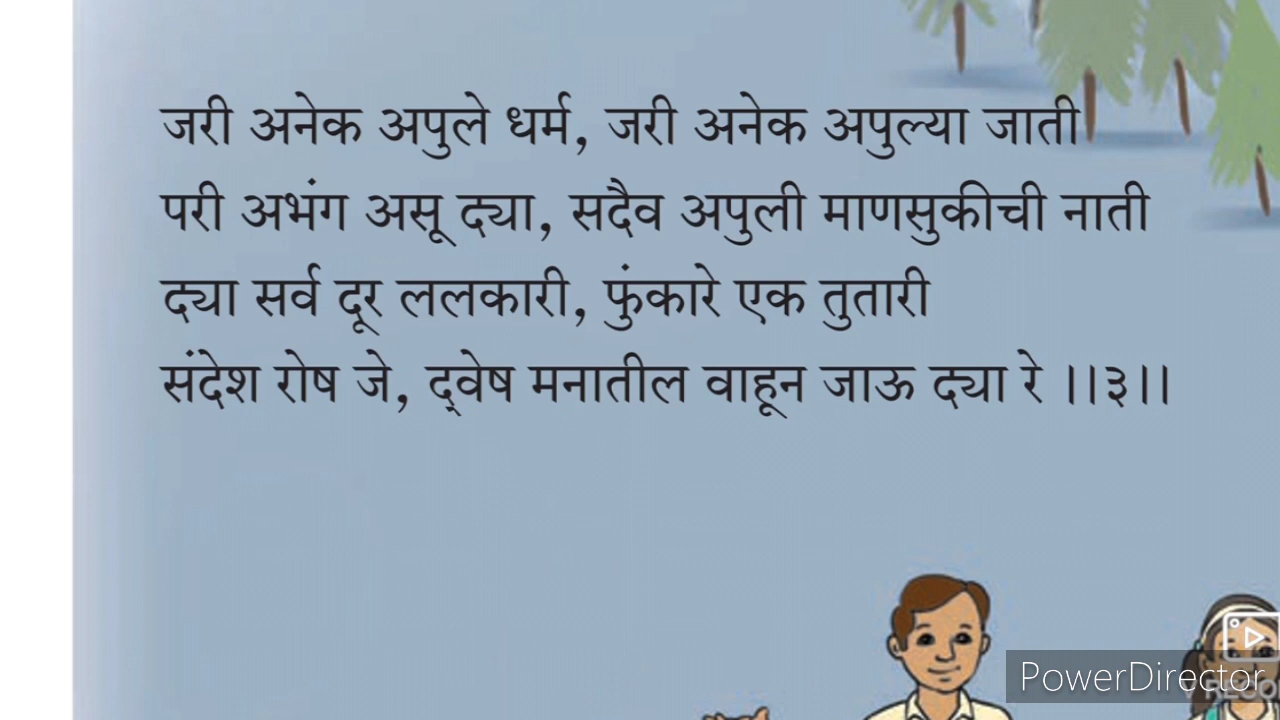 जरी अनेक अपुले धर्म, जरी अनेक अपुल्या जाती
परी अभंग असू द्या, सदैव अपुली माणसुकीची नाती
द्या सर्व दूर ललकारी, फुंकारे एक तुतारी
संदेश रोष जे, द्‌वेष मनातील वाहून जाऊ द्या रे ।।३।।
PowerDirector